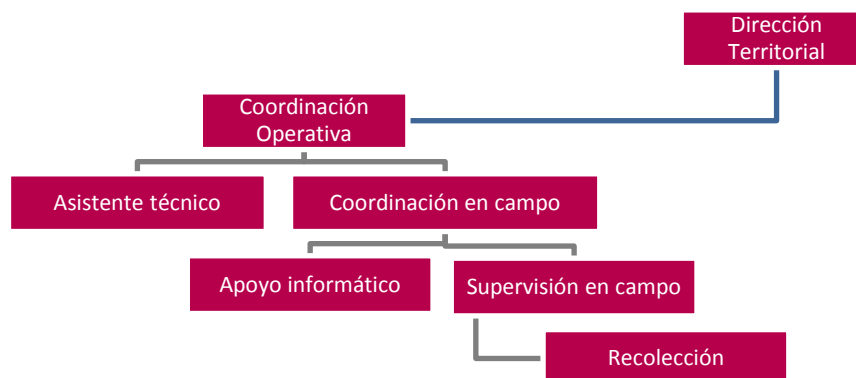 Dirección
Territorial
Coordinación
Operativa
Asistente técnico
Coordinación en campo
Apoyo informático
Supervisión en campo
Recolección